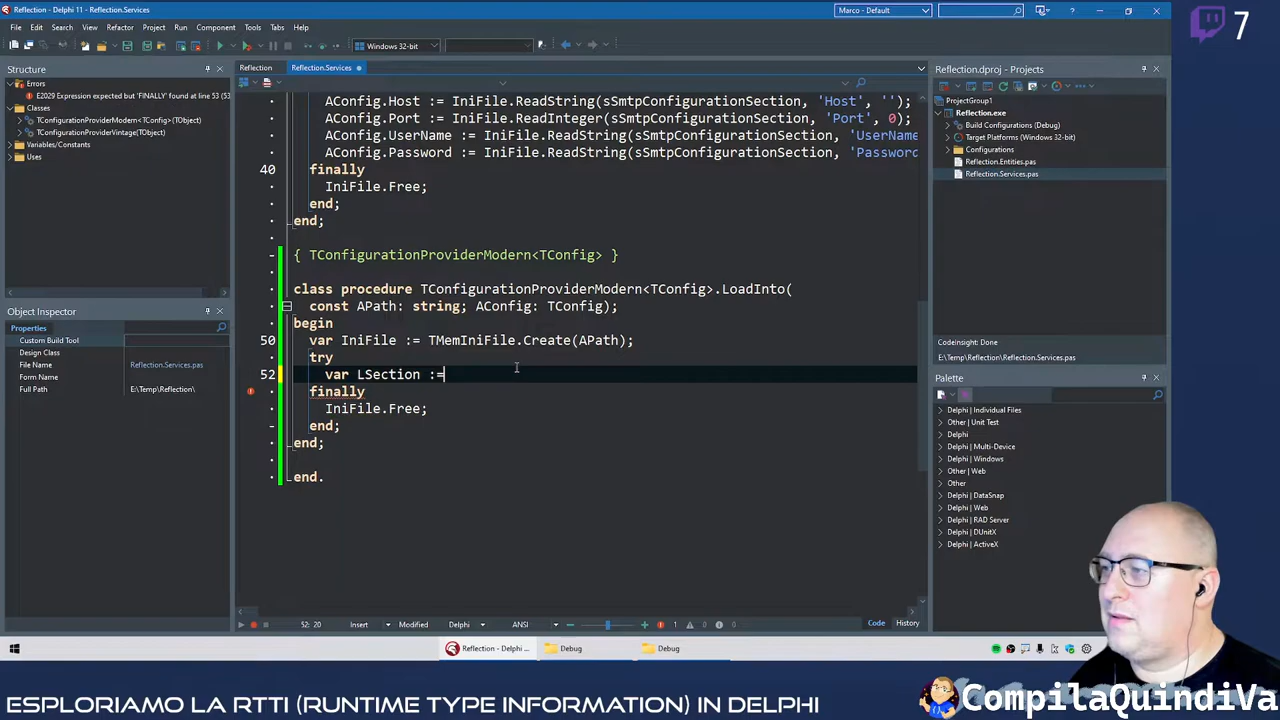 Reflection - Delphi 11 - Reflection.Services
Marco - Default
7
File Edit Search View Refactor Project Run Component Tools Tabs Help
Windows 32-bit
Structure
Errors
E2029 Expression expected but 'FINALLY' found at line 53 (53
Classes
TConfigurationProviderModern<TConfig> (TObject)
TConfigurationProviderVintage(TObject)
Variables/Constants
Uses
Object Inspector
Properties
Custom Build Tool
Design Class
File Name Reflection.Services.pas
Form Name
Full Path E:\Temp\Reflection\
Reflection Reflection.Services
AConfig.Host := IniFile.ReadString(sSmtpConfigurationSection, 'Host', '');
AConfig.Port := IniFile.ReadInteger(sSmtpConfigurationSection, 'Port', 0);
AConfig.UserName := IniFile.ReadString(sSmtpConfigurationSection, 'UserName
AConfig.Password := IniFile.ReadString(sSmtpConfigurationSection, 'Password
40 finally
IniFile.Free;
end;
end;
{ TConfigurationProviderModern<TConfig> }
class procedure TConfigurationProviderModern<TConfig>.LoadInto(
const APath: string; AConfig: TConfig);
begin
50 var IniFile := TMemIniFile.Create(APath);
try
52 var LSection :=
finally
IniFile.Free;
end;
end;
end.
52: 20 Insert Modified Delphi ANSI 1 0 0 Code History
Reflection.dproj - Projects
ProjectGroup1
Reflection.exe
Build Configurations (Debug)
Target Platforms (Windows 32-bit)
Configurations
Reflection.Entities.pas
Reflection.Services.pas
CodeInsight: Done
E:\Temp\Reflection\Reflection.Services.pas
Palette
Delphi | Individual Files
Other | Unit Test
Delphi
Delphi | Multi-Device
Delphi | Windows
Other | Web
Other
Delphi | DataSnap
Delphi | Web
Delphi | RAD Server
Delphi | DUnitX
Delphi | ActiveX
Reflection - Delphi ... Debug Debug
ESPLORIAMO LA RTTI (RUNTIME TYPE INFORMATION) IN DELPHI
CompilaQuindiVa